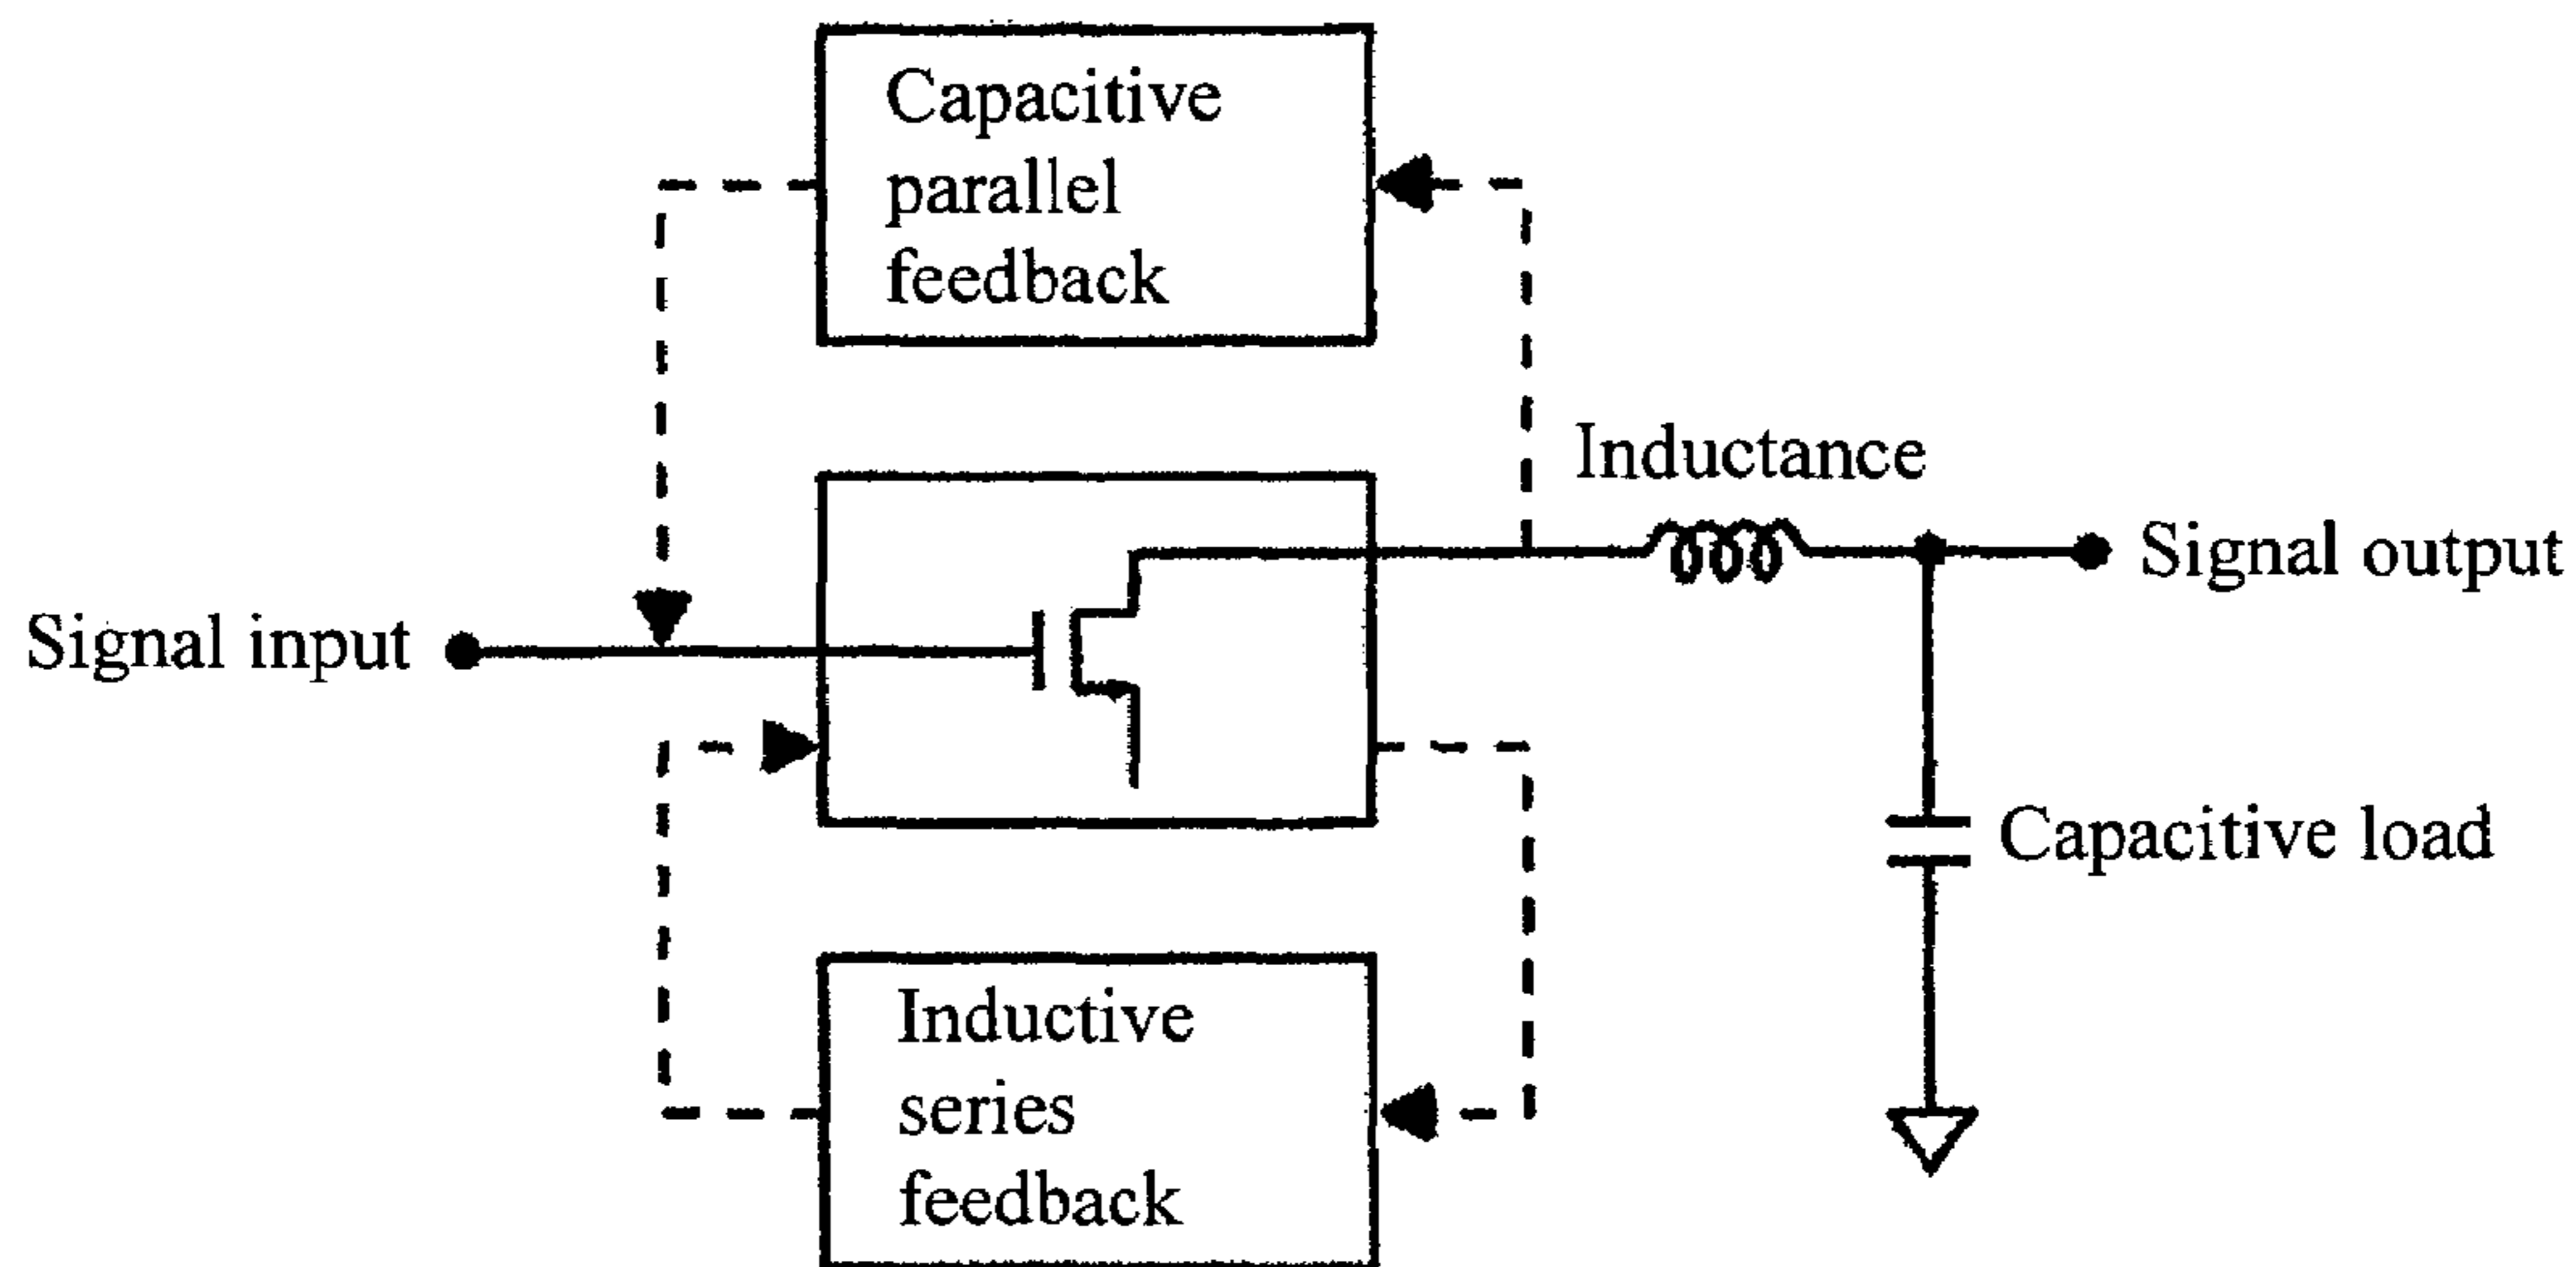 Capacitive
parallel
feedback
Inductance
Signal output
Signal input
Capacitive load
Inductive
series
feedback